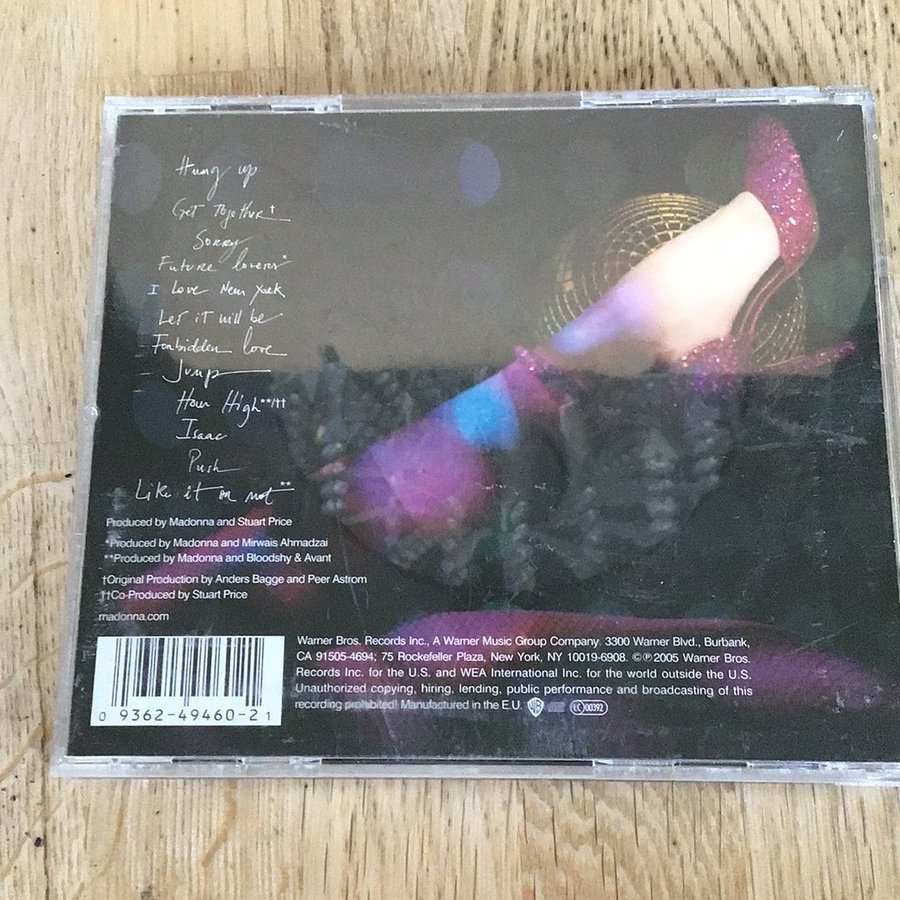 Hung up
Get Together†
Sorry
Future lovers*
I Love New York
Let it will be
Forbidden love
Jump
How High**/††
Isaac
Push
Like it or not**
Produced by Madonna and Stuart Price
*Produced by Madonna and Mirwais Ahmadzai
**Produced by Madonna and Bloodshy & Avant
†Original Production by Anders Bagge and Peer Astrom
††Co-Produced by Stuart Price
madonna.com
0 9362-49460-2 1
Warner Bros. Records Inc., A Warner Music Group Company. 3300 Warner Blvd., Burbank,
CA 91505-4694; 75 Rockefeller Plaza, New York, NY 10019-6908. ©℗2005 Warner Bros.
Records Inc. for the U.S. and WEA International Inc. for the world outside the U.S.
Unauthorized copying, hiring, lending, public performance and broadcasting of this
recording prohibited! Manufactured in the E.U. WB LC 00392